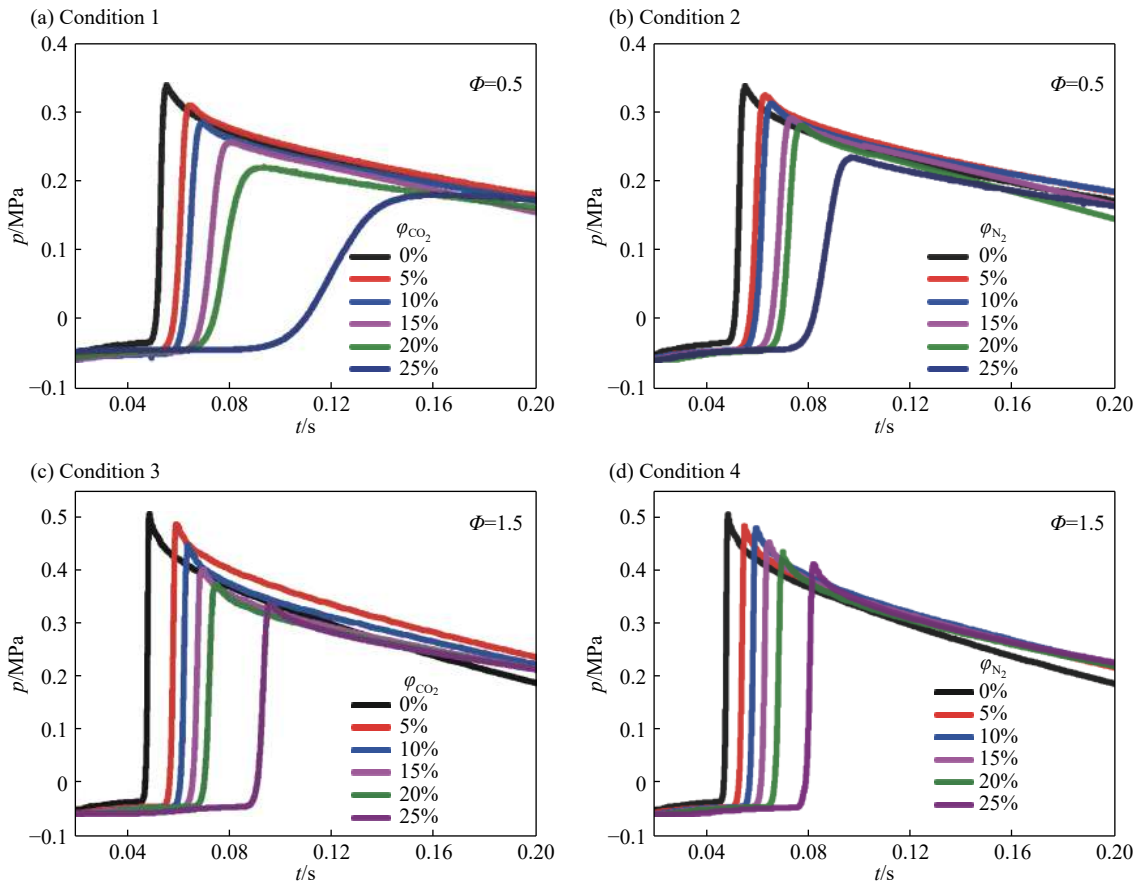 (a) Condition 1
0.4
0.3
0.2
0.1
0
−0.1
p/MPa
Φ=0.5
φCO₂
0%
5%
10%
15%
20%
25%
0.04 0.08 0.12 0.16 0.20
t/s
(b) Condition 2
0.4
0.3
0.2
0.1
0
−0.1
p/MPa
Φ=0.5
φN₂
0%
5%
10%
15%
20%
25%
0.04 0.08 0.12 0.16 0.20
t/s
(c) Condition 3
0.5
0.4
0.3
0.2
0.1
0
−0.1
p/MPa
Φ=1.5
φCO₂
0%
5%
10%
15%
20%
25%
0.04 0.08 0.12 0.16 0.20
t/s
(d) Condition 4
0.5
0.4
0.3
0.2
0.1
0
−0.1
p/MPa
Φ=1.5
φN₂
0%
5%
10%
15%
20%
25%
0.04 0.08 0.12 0.16 0.20
t/s